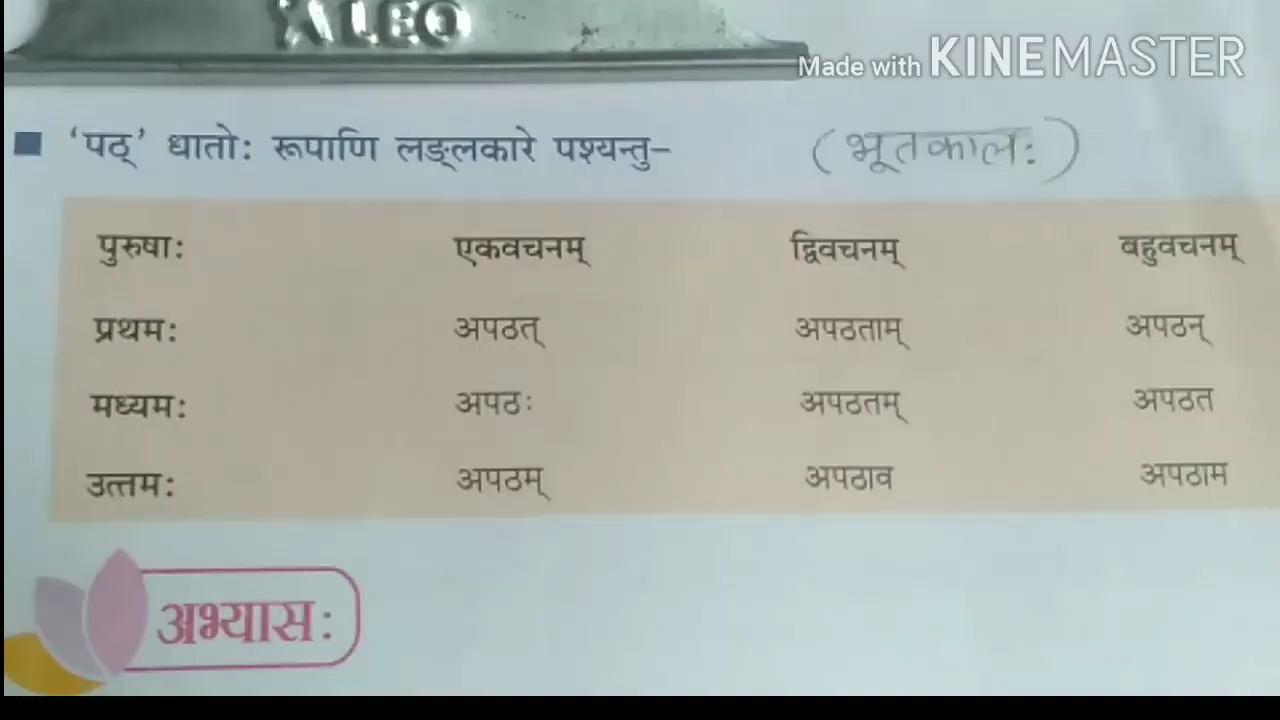 Made with KINEMASTER
'पठ्' धातोः रूपाणि लङ्लकारे पश्यन्तु- (भूतकालः)
पुरुषाः एकवचनम् द्विवचनम् बहुवचनम्
प्रथमः अपठत् अपठताम् अपठन्
मध्यमः अपठः अपठतम् अपठत
उत्तमः अपठम् अपठाव अपठाम
अभ्यासः